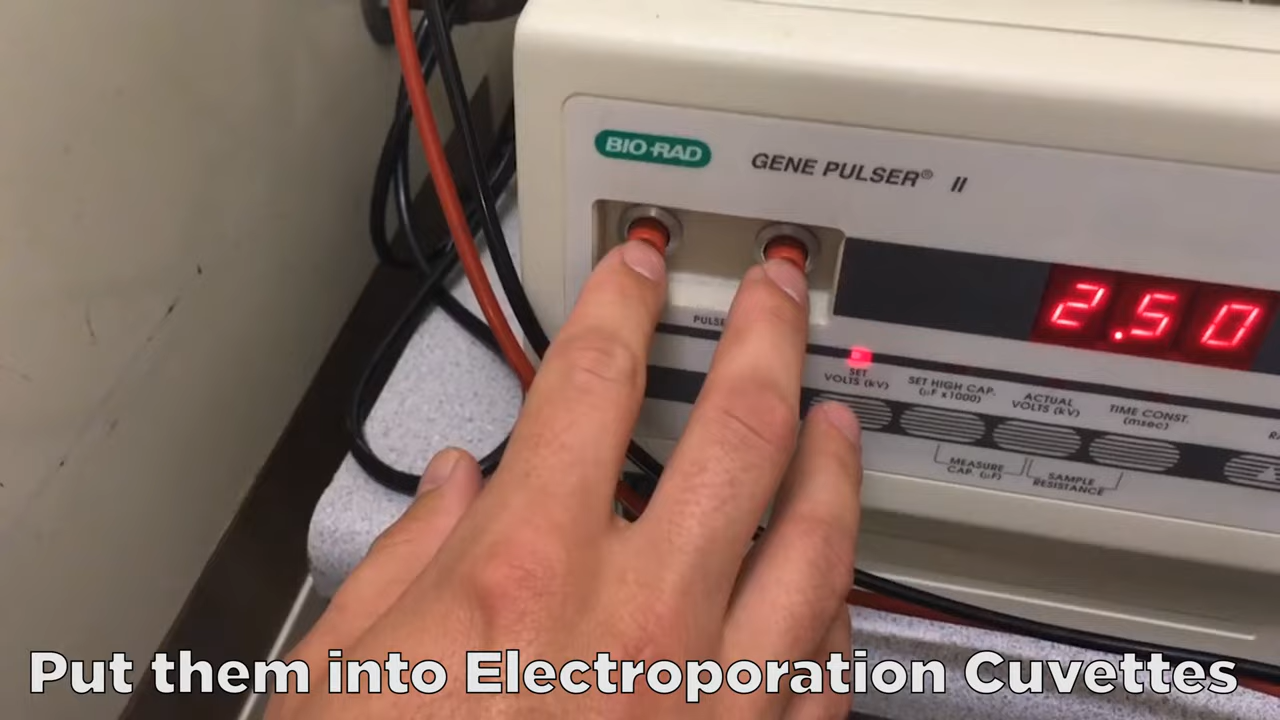 BIO-RAD
GENE PULSER® II
2.50
PULSE
SET
VOLTS (kV)
SET HIGH CAP.
(µF x1000)
ACTUAL
VOLTS (kV)
TIME CONST.
(msec)
MEASURE
CAP. (µF)
SAMPLE
RESISTANCE
Put them into Electroporation Cuvettes